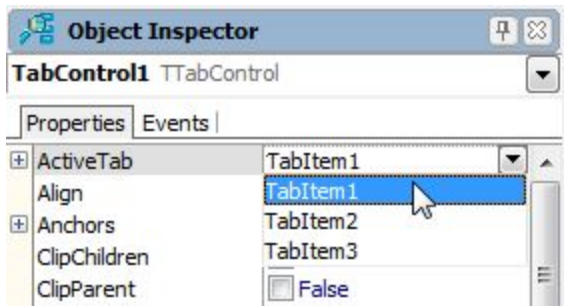 Object Inspector
TabControl1 TTabControl
Properties Events
ActiveTab TabItem1
Align TabItem1
Anchors TabItem2
ClipChildren TabItem3
ClipParent False